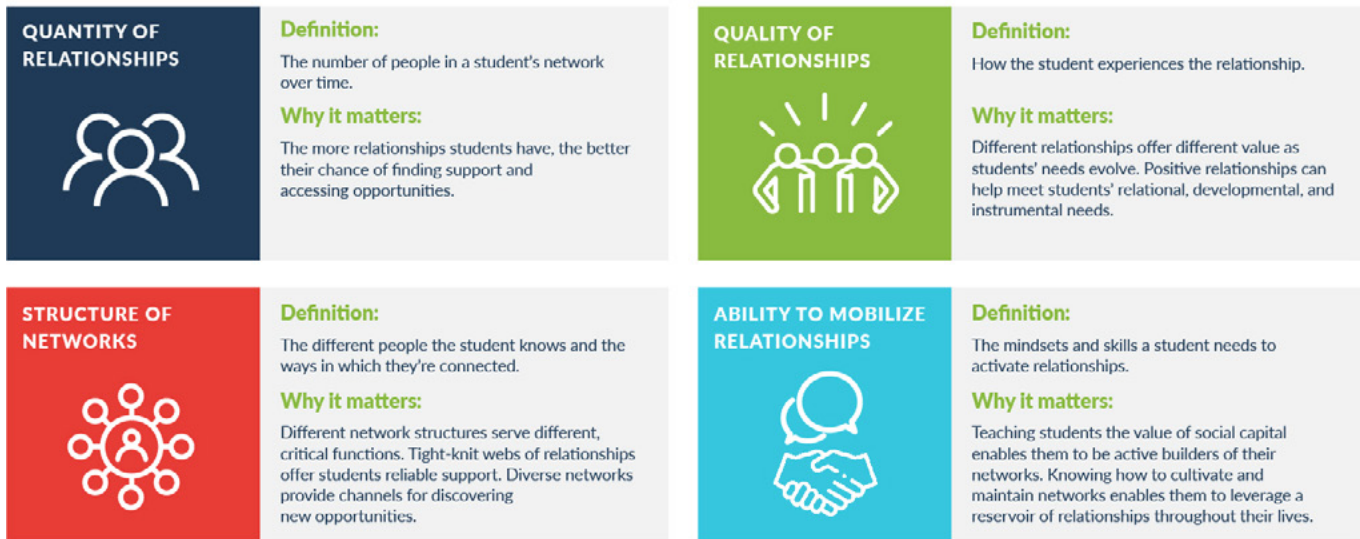 QUANTITY OF
RELATIONSHIPS
Definition:
The number of people in a student's network
over time.
Why it matters:
The more relationships students have, the better
their chance of finding support and
accessing opportunities.
QUALITY OF
RELATIONSHIPS
Definition:
How the student experiences the relationship.
Why it matters:
Different relationships offer different value as
students' needs evolve. Positive relationships can
help meet students' relational, developmental, and
instrumental needs.
STRUCTURE OF
NETWORKS
Definition:
The different people the student knows and the
ways in which they're connected.
Why it matters:
Different network structures serve different,
critical functions. Tight-knit webs of relationships
offer students reliable support. Diverse networks
provide channels for discovering
new opportunities.
ABILITY TO MOBILIZE
RELATIONSHIPS
Definition:
The mindsets and skills a student needs to
activate relationships.
Why it matters:
Teaching students the value of social capital
enables them to be active builders of their
networks. Knowing how to cultivate and
maintain networks enables them to leverage a
reservoir of relationships throughout their lives.